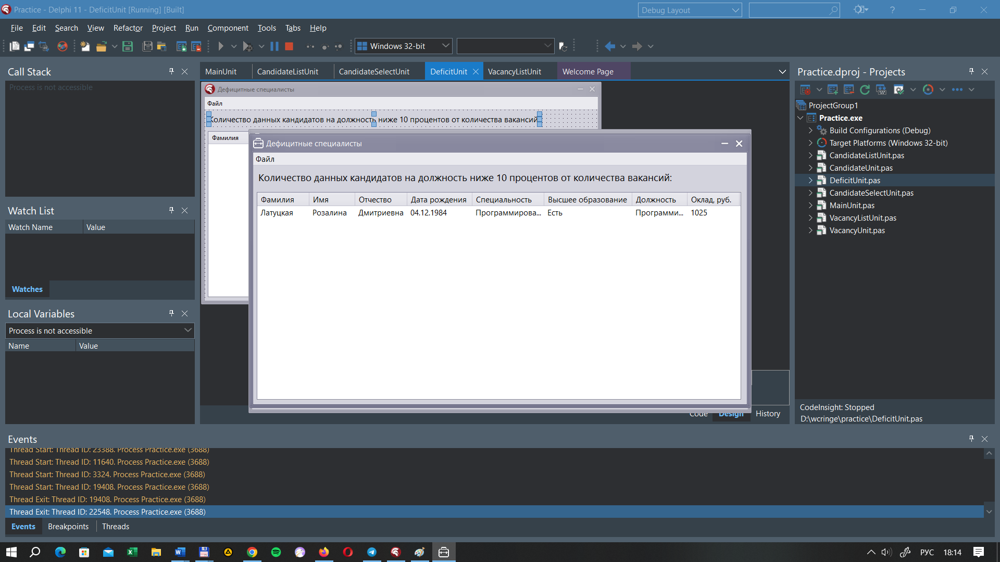 Practice - Delphi 11 - DeficitUnit [Running] [Built]
Debug Layout
File Edit Search View Refactor Project Run Component Tools Tabs Help
Windows 32-bit
Call Stack
Process is not accessible
Watch List
Watch Name Value
Watches
Local Variables
Process is not accessible
Name Value
MainUnit CandidateListUnit CandidateSelectUnit DeficitUnit VacancyListUnit Welcome Page
Дефицитные специалисты
Файл
Количество данных кандидатов на должность ниже 10 процентов от количества вакансий
Фамилия
Дефицитные специалисты
Файл
Количество данных кандидатов на должность ниже 10 процентов от количества вакансий:
Фамилия Имя Отчество Дата рождения Специальность Высшее образование Должность Оклад, руб.
Латуцкая Розалина Дмитриевна 04.12.1984 Программирова... Есть Программи... 1025
Code Design History
Practice.dproj - Projects
ProjectGroup1
Practice.exe
Build Configurations (Debug)
Target Platforms (Windows 32-bit)
CandidateListUnit.pas
CandidateUnit.pas
DeficitUnit.pas
CandidateSelectUnit.pas
MainUnit.pas
VacancyListUnit.pas
VacancyUnit.pas
CodeInsight: Stopped
D:\wcringe\practice\DeficitUnit.pas
Events
Thread Start: Thread ID: 23388. Process Practice.exe (3688)
Thread Start: Thread ID: 11640. Process Practice.exe (3688)
Thread Start: Thread ID: 3324. Process Practice.exe (3688)
Thread Start: Thread ID: 19408. Process Practice.exe (3688)
Thread Exit: Thread ID: 19408. Process Practice.exe (3688)
Thread Exit: Thread ID: 22548. Process Practice.exe (3688)
Events Breakpoints Threads
РУС 18:14